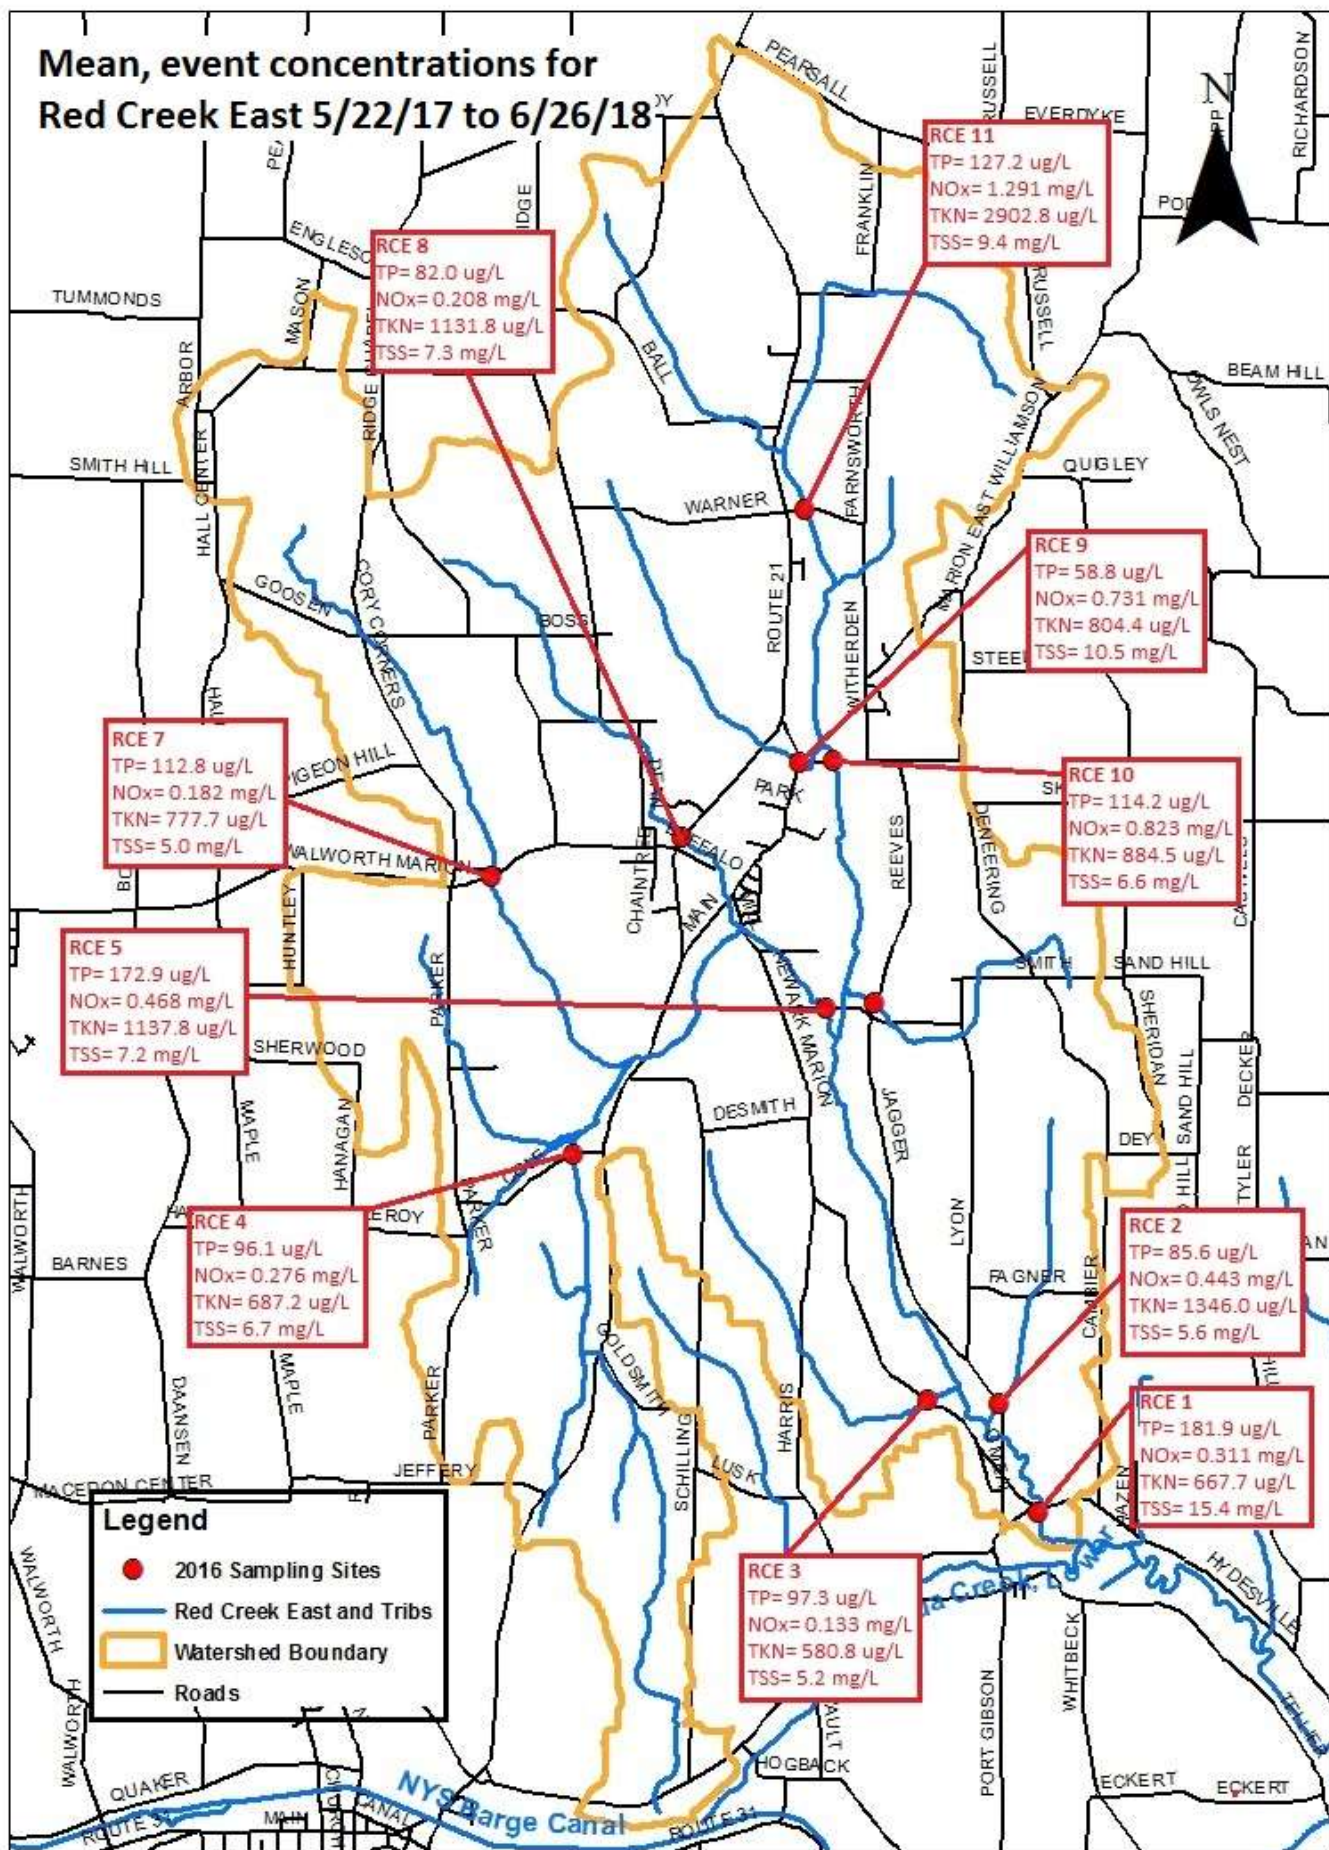 Mean, event concentrations for
Red Creek East 5/22/17 to 6/26/18
N
PEARSALL
RUSSELL
EVERDYKE
RICHARDSON
FRANKLIN
RCE 11
TP= 127.2 ug/L
NOx= 1.291 mg/L
TKN= 2902.8 ug/L
TSS= 9.4 mg/L
RCE 8
TP= 82.0 ug/L
NOx= 0.208 mg/L
TKN= 1131.8 ug/L
TSS= 7.3 mg/L
TUMMONDS
MASON
ARBOR
BALL
RUSSELL
BEAM HILL
OWLS NEST
SMITH HILL
HALL CENTER
WARNER
FARNSWORTH
MARION EAST WILLIAMSON
QUIGLEY
RCE 9
TP= 58.8 ug/L
NOx= 0.731 mg/L
TKN= 804.4 ug/L
TSS= 10.5 mg/L
GOOSEN
CORY CORNERS
BOSS
ROUTE 21
WITHERDEN
RCE 7
TP= 112.8 ug/L
NOx= 0.182 mg/L
TKN= 777.7 ug/L
TSS= 5.0 mg/L
PIGEON HILL
PARK
RCE 10
TP= 114.2 ug/L
NOx= 0.823 mg/L
TKN= 884.5 ug/L
TSS= 6.6 mg/L
WALWORTH MARION
CHAINTREE
MAIN
REEVES
DENEERING
HUNTLEY
RCE 5
TP= 172.9 ug/L
NOx= 0.468 mg/L
TKN= 1137.8 ug/L
TSS= 7.2 mg/L
PARKER
NEWARK MARION
SMITH
SAND HILL
SHERWOOD
SHERIDAN
SAND HILL
DECKER
MAPLE
HANAGAN
DESMITH
JAGGER
DEY
TYLER
WALWORTH
BARNES
RCE 4
TP= 96.1 ug/L
NOx= 0.276 mg/L
TKN= 687.2 ug/L
TSS= 6.7 mg/L
PARKER
LYON
FAGNER
CAMBIER
RCE 2
TP= 85.6 ug/L
NOx= 0.443 mg/L
TKN= 1346.0 ug/L
TSS= 5.6 mg/L
DAANSEN
MAPLE
PARKER
GOLDSMITH
SCHILLING
HARRIS
LUSK
JEFFERY
MACEDON CENTER
RCE 1
TP= 181.9 ug/L
NOx= 0.311 mg/L
TKN= 667.7 ug/L
TSS= 15.4 mg/L
HAZEN
HYDESVILLE
RCE 3
TP= 97.3 ug/L
NOx= 0.133 mg/L
TKN= 580.8 ug/L
TSS= 5.2 mg/L
Legend
2016 Sampling Sites
Red Creek East and Tribs
Watershed Boundary
Roads
WALWORTH
WALWORTH
PORT GIBSON
WHITBECK
TELLIER
HOGBACK
ECKERT
ECKERT
QUAKER
CHURCH
CANAL
MAIN
NYS Barge Canal
ROUTE 31